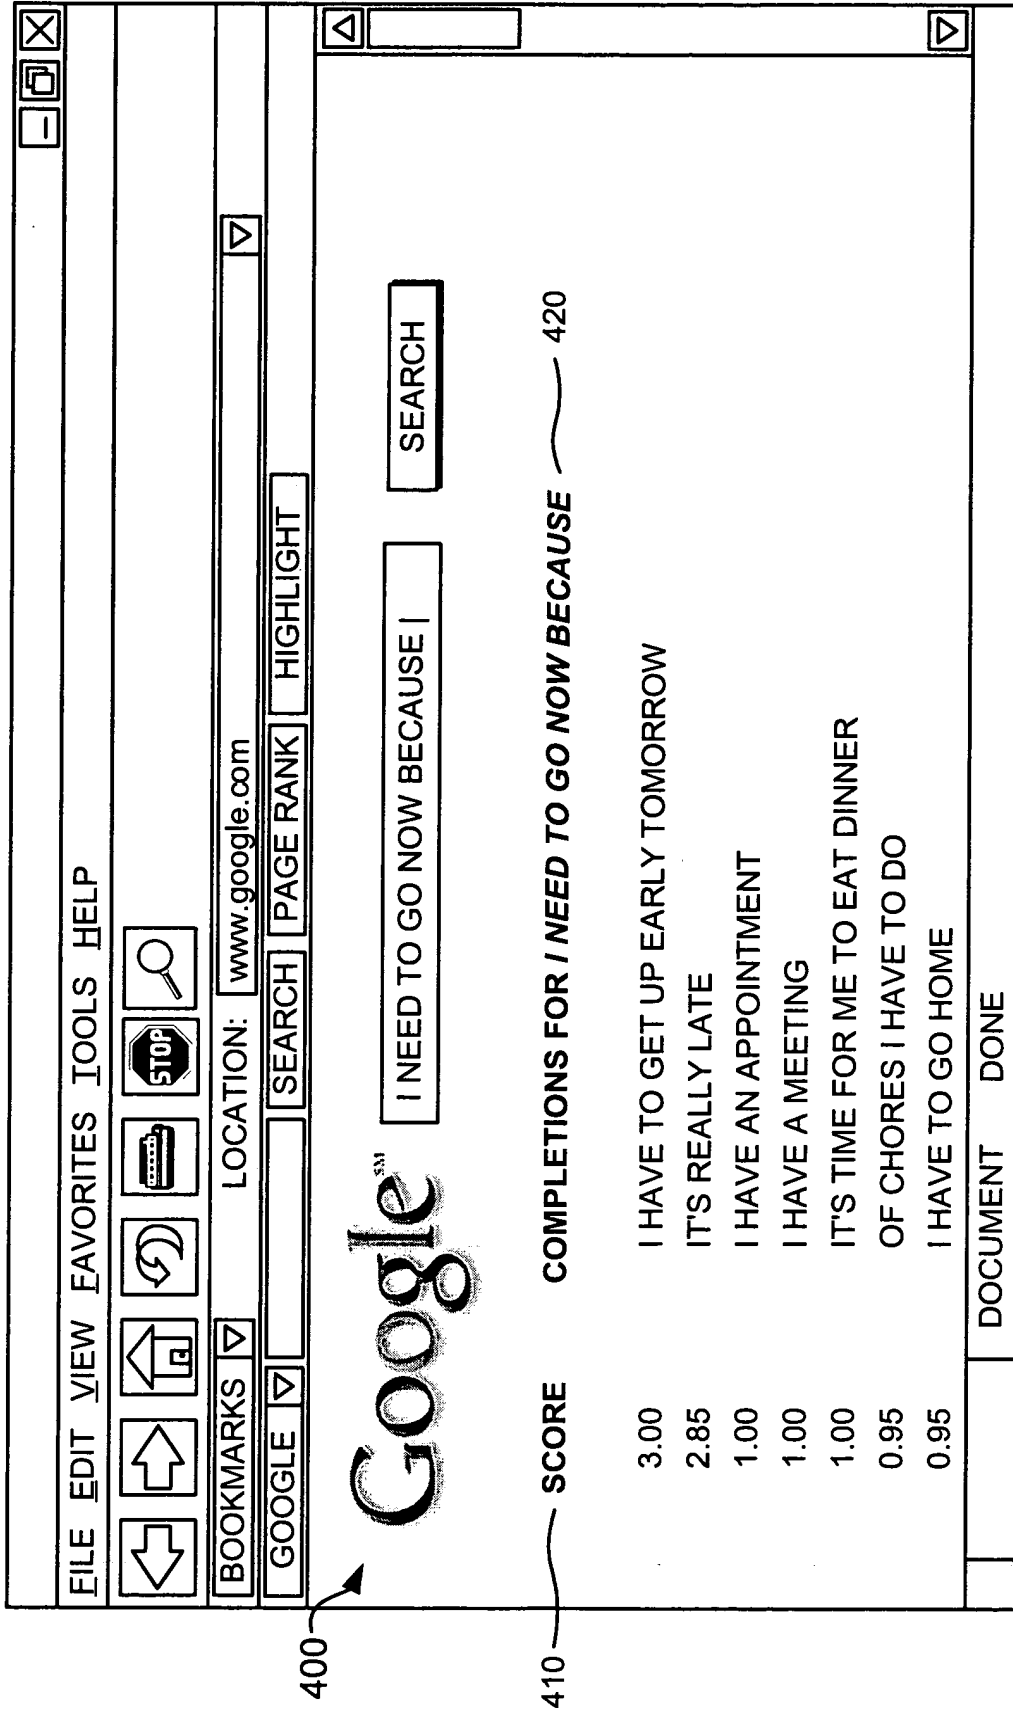 FILE EDIT VIEW FAVORITES TOOLS HELP
STOP
BOOKMARKS LOCATION: www.google.com
GOOGLE SEARCH PAGE RANK HIGHLIGHT
400
Google SM I NEED TO GO NOW BECAUSE | SEARCH
410 SCORE COMPLETIONS FOR I NEED TO GO NOW BECAUSE 420
3.00 I HAVE TO GET UP EARLY TOMORROW
2.85 IT'S REALLY LATE
1.00 I HAVE AN APPOINTMENT
1.00 I HAVE A MEETING
1.00 IT'S TIME FOR ME TO EAT DINNER
0.95 OF CHORES I HAVE TO DO
0.95 I HAVE TO GO HOME
DOCUMENT DONE